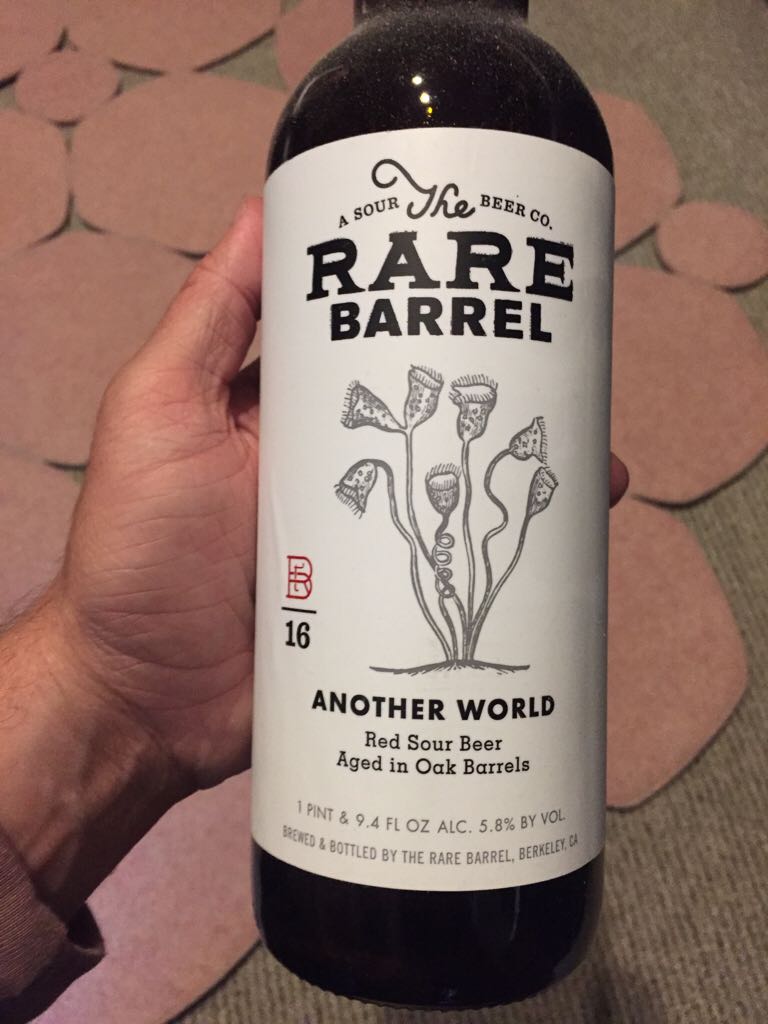 A SOUR The BEER CO.
RARE
BARREL
B
16
ANOTHER WORLD
Red Sour Beer
Aged in Oak Barrels
1 PINT & 9.4 FL OZ ALC. 5.8% BY VOL.
BREWED & BOTTLED BY THE RARE BARREL, BERKELEY, CA